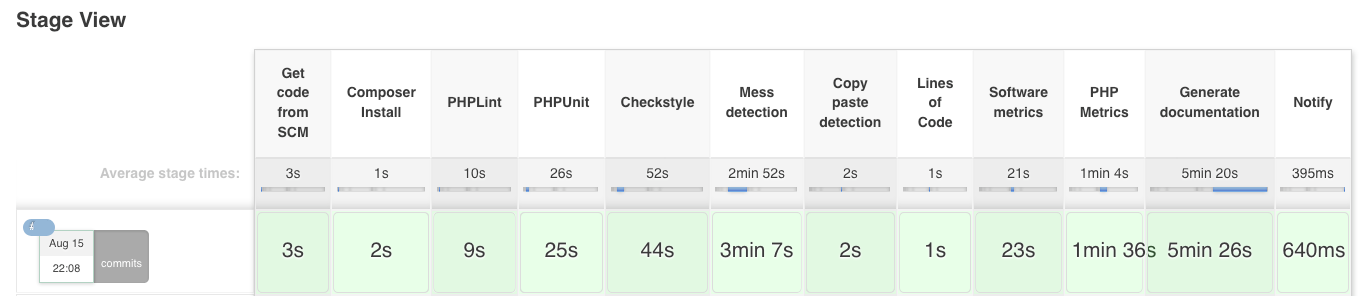 Stage View
Get code from SCM
Composer Install
PHPLint
PHPUnit
Checkstyle
Mess detection
Copy paste detection
Lines of Code
Software metrics
PHP Metrics
Generate documentation
Notify
Average stage times:
3s
1s
10s
26s
52s
2min 52s
2s
1s
21s
1min 4s
5min 20s
395ms
#
Aug 15
22:08
commits
3s
2s
9s
25s
44s
3min 7s
2s
1s
23s
1min 36s
5min 26s
640ms